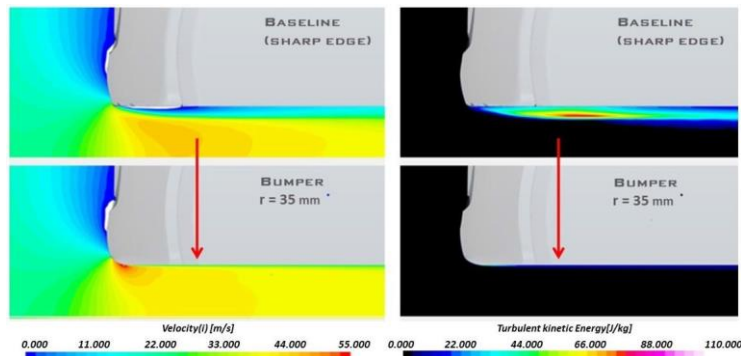 BASELINE
(SHARP EDGE)
BASELINE
(SHARP EDGE)
BUMPER
r = 35 mm
BUMPER
r = 35 mm
Velocity(i) [m/s]
0.000 11.000 22.000 33.000 44.000 55.000
Turbulent kinetic Energy[J/kg]
0.000 22.000 44.000 66.000 88.000 110.000